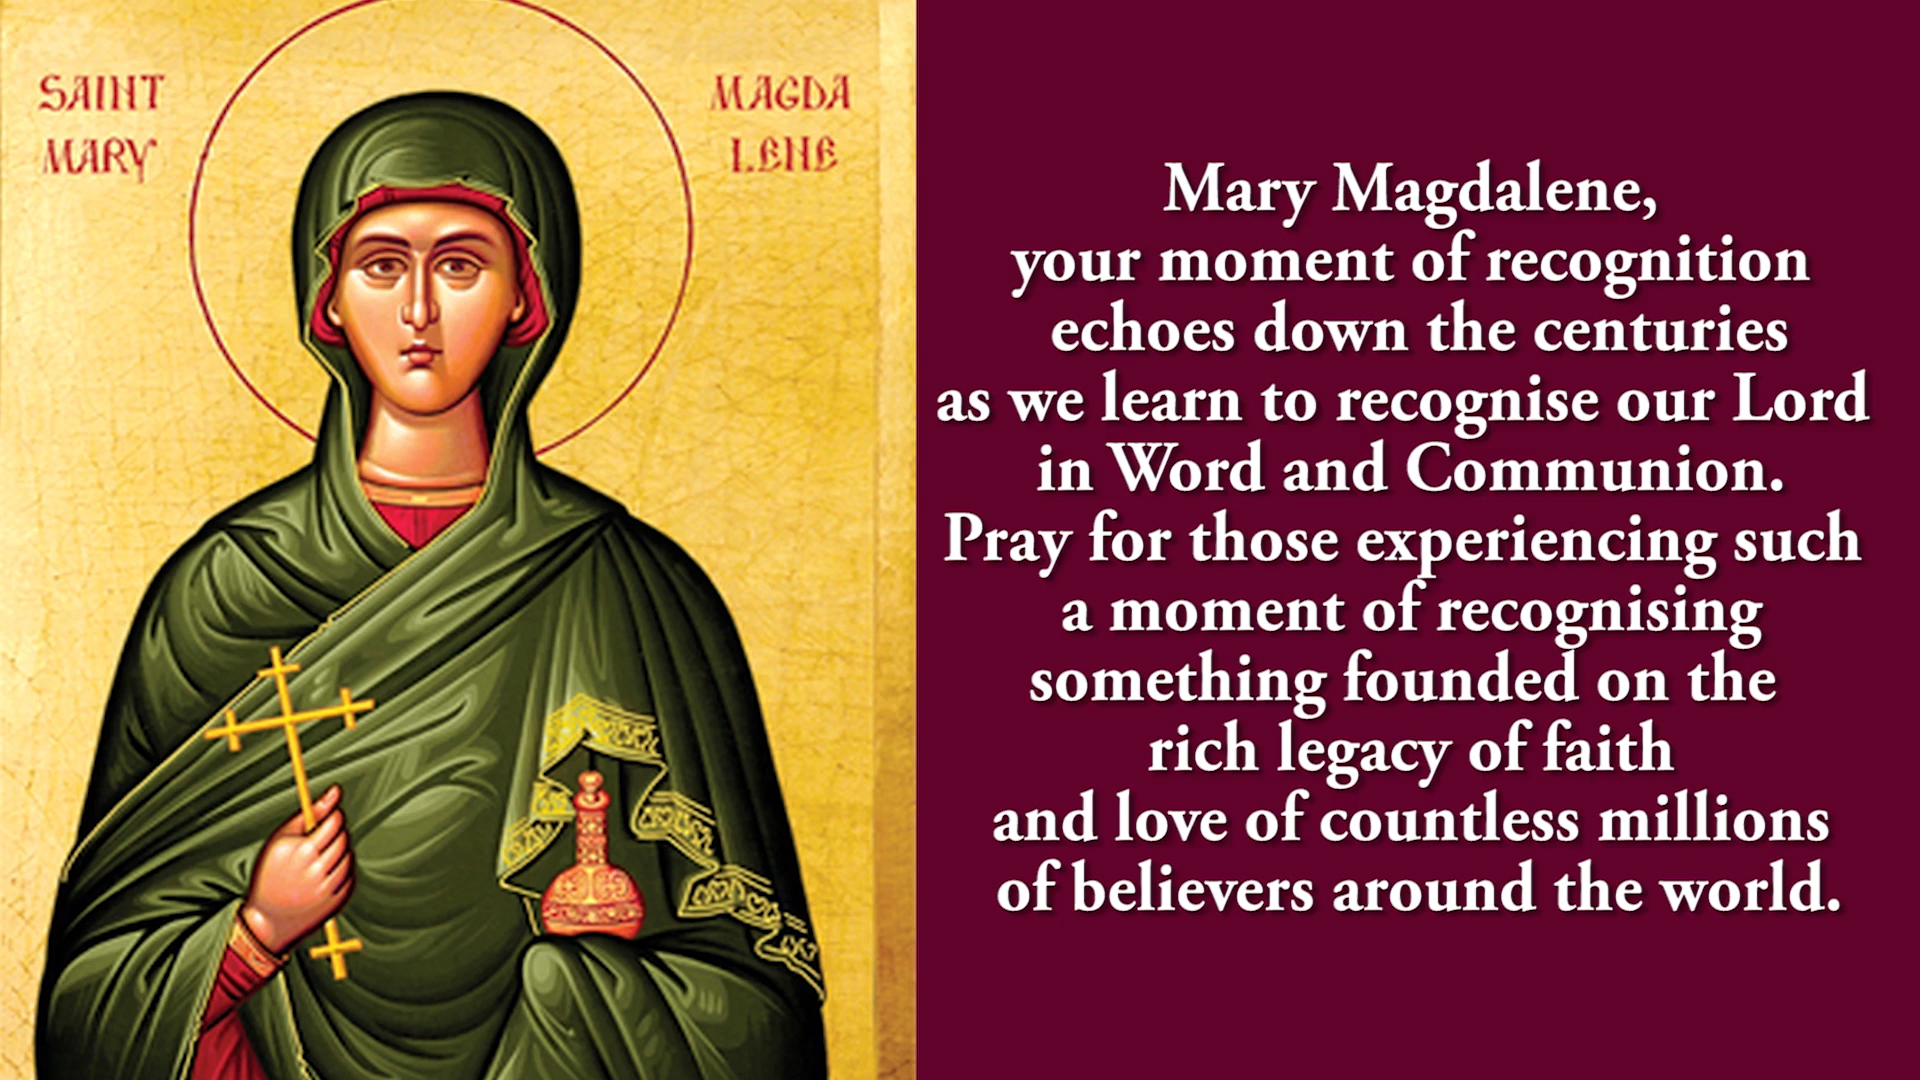 SAINT
MARY
MAGDA
LENE
Mary Magdalene,
your moment of recognition
echoes down the centuries
as we learn to recognise our Lord
in Word and Communion.
Pray for those experiencing such
a moment of recognising
something founded on the
rich legacy of faith
and love of countless millions
of believers around the world.